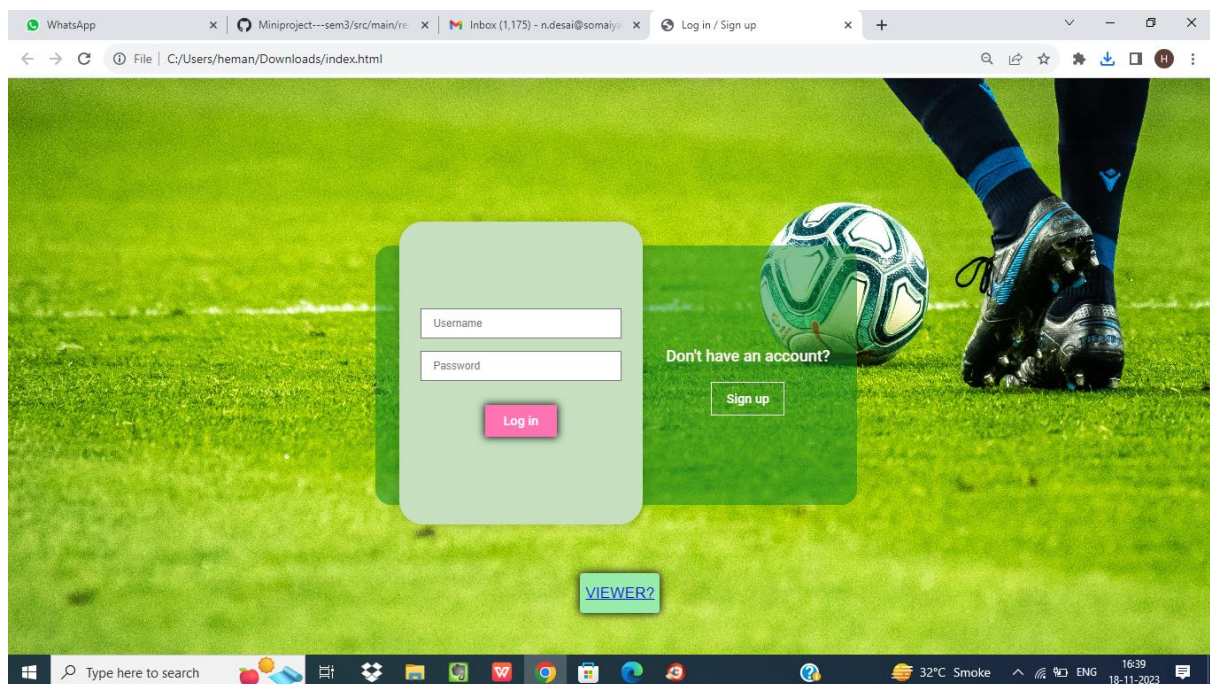 WhatsApp
Miniproject---sem3/src/main/re
Inbox (1,175) - n.desai@somaiya
Log in / Sign up
File | C:/Users/heman/Downloads/index.html
H
Username
Password
Log in
Don't have an account?
Sign up
VIEWER?
Type here to search
32°C Smoke
ENG
16:39
18-11-2023